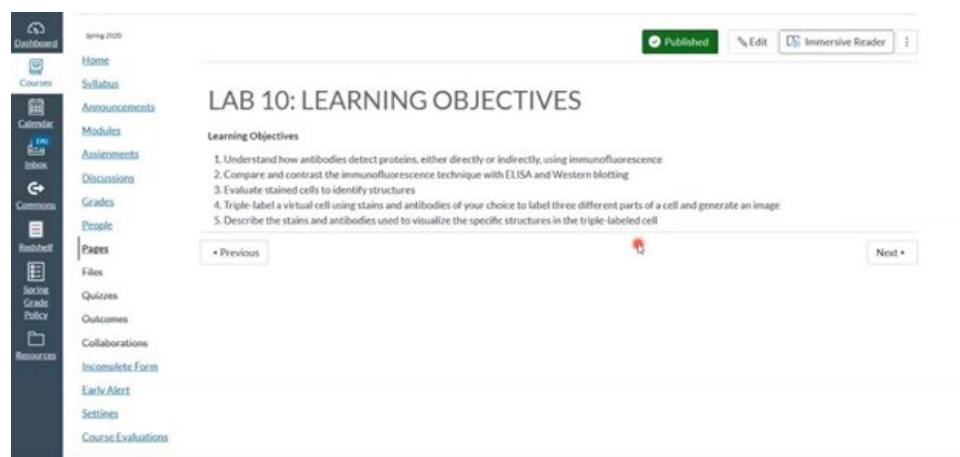 Dashboard
Courses
Calendar
Inbox
Commons
Redshelf
Spring
Grade
Policy
Resources
Spring 2020
Home
Syllabus
Announcements
Modules
Assignments
Discussions
Grades
People
Pages
Files
Quizzes
Outcomes
Collaborations
Incomplete Form
Early Alert
Settings
Course Evaluations
Published
Edit
Immersive Reader
LAB 10: LEARNING OBJECTIVES
Learning Objectives
1. Understand how antibodies detect proteins, either directly or indirectly, using immunofluorescence
2. Compare and contrast the immunofluorescence technique with ELISA and Western blotting
3. Evaluate stained cells to identify structures
4. Triple-label a virtual cell using stains and antibodies of your choice to label three different parts of a cell and generate an image
5. Describe the stains and antibodies used to visualize the specific structures in the triple-labeled cell
Previous
Next